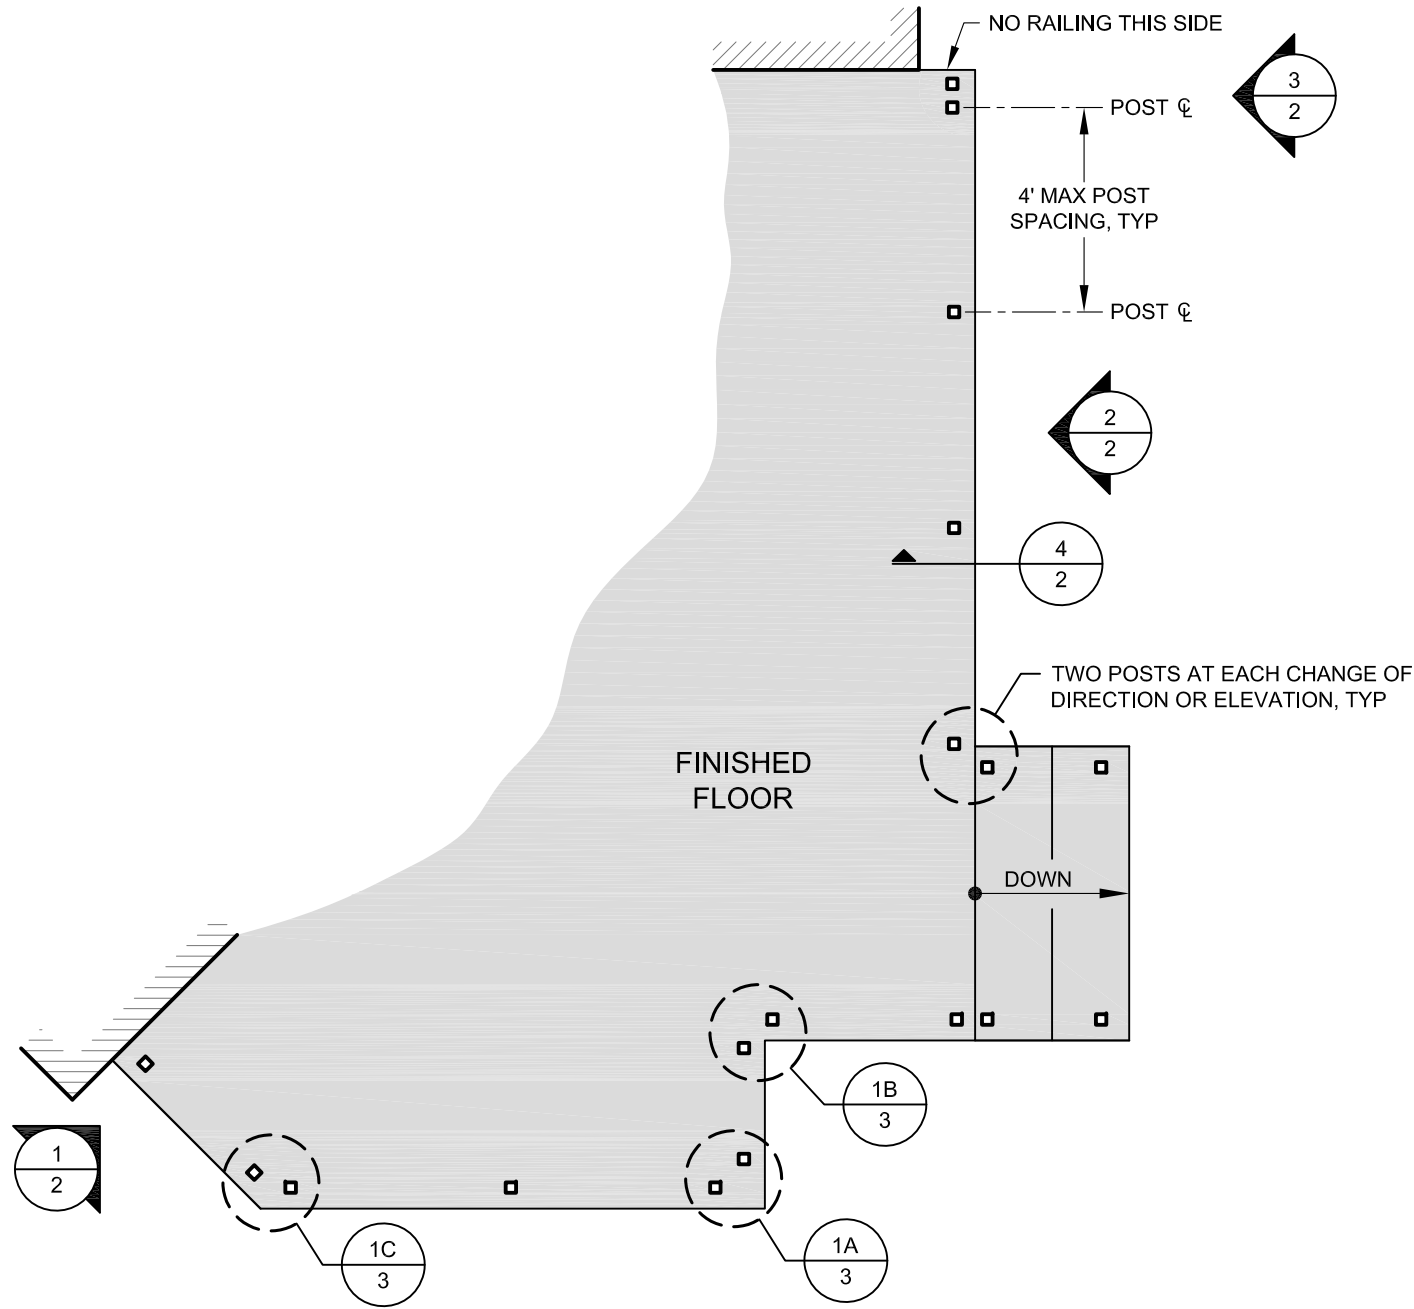 NO RAILING THIS SIDE
3
2
POST ℄
4' MAX POST
SPACING, TYP
POST ℄
2
2
4
2
TWO POSTS AT EACH CHANGE OF
DIRECTION OR ELEVATION, TYP
FINISHED
FLOOR
DOWN
1B
3
1
2
1C
3
1A
3